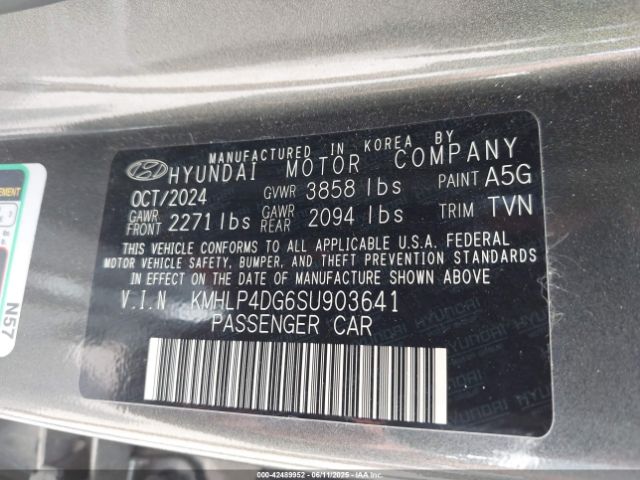 MANUFACTURED IN KOREA BY
HYUNDAI MOTOR COMPANY
OCT/2024 GVWR 3858 lbs PAINT A5G
GAWR FRONT 2271 lbs GAWR REAR 2094 lbs TRIM TVN
THIS VEHICLE CONFORMS TO ALL APPLICABLE U.S.A. FEDERAL
MOTOR VEHICLE SAFETY, BUMPER, AND THEFT PREVENTION STANDARDS
IN EFFECT ON THE DATE OF MANUFACTURE SHOWN ABOVE.
V.I.N KMHLP4DG6SU903641
PASSENGER CAR
N57
HYUNDAI
000-42489952 - 06/11/2025 - IAAI.COM